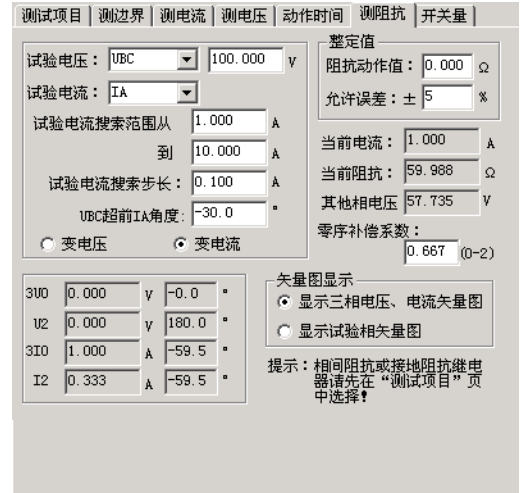 测试项目 测边界 测电流 测电压 动作时间 测阻抗 开关量
试验电压： UBC 100.000 V
试验电流： IA
试验电流搜索范围从 1.000 A
到 10.000 A
试验电流搜索步长： 0.100 A
UBC超前IA角度: -30.0 °
变电压 变电流
整定值
阻抗动作值： 0.000 Ω
允许误差：± 5 %
当前电流： 1.000 A
当前阻抗： 59.988 Ω
其他相电压 57.735 V
零序补偿系数：
0.667 (0-2)
3U0 0.000 V -0.0 °
U2 0.000 V 180.0 °
3I0 1.000 A -59.5 °
I2 0.333 A -59.5 °
矢量图显示
显示三相电压、电流矢量图
显示试验相矢量图
提示：相间阻抗或接地阻抗继电
器请先在“测试项目”页
中选择!